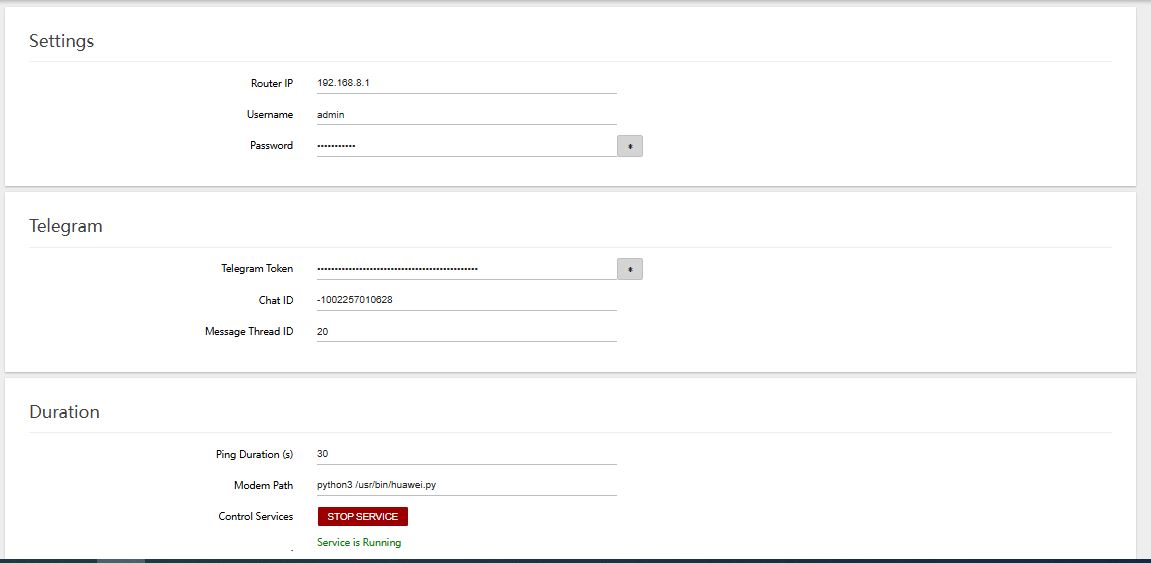 Settings
Router IP 192.168.8.1
Username admin
Password ••••••••••• *
Telegram
Telegram Token •••••••••••••••••••••••••••••••••••••••••••••• *
Chat ID -1002257010628
Message Thread ID 20
Duration
Ping Duration (s) 30
Modem Path python3 /usr/bin/huawei.py
Control Services STOP SERVICE
Service is Running